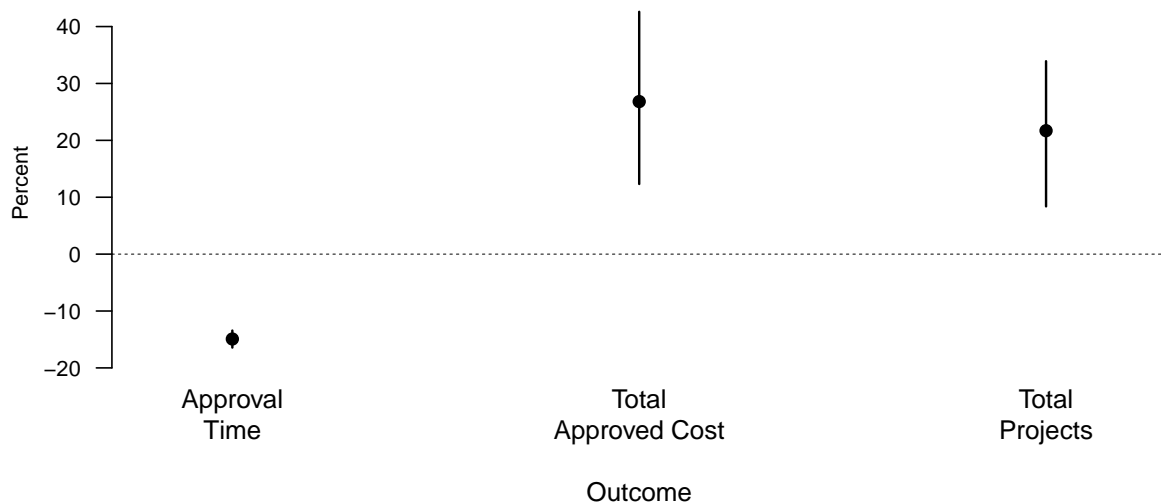 40
30
20
10
0
−10
−20
Percent
Approval
Time
Total
Approved Cost
Total
Projects
Outcome